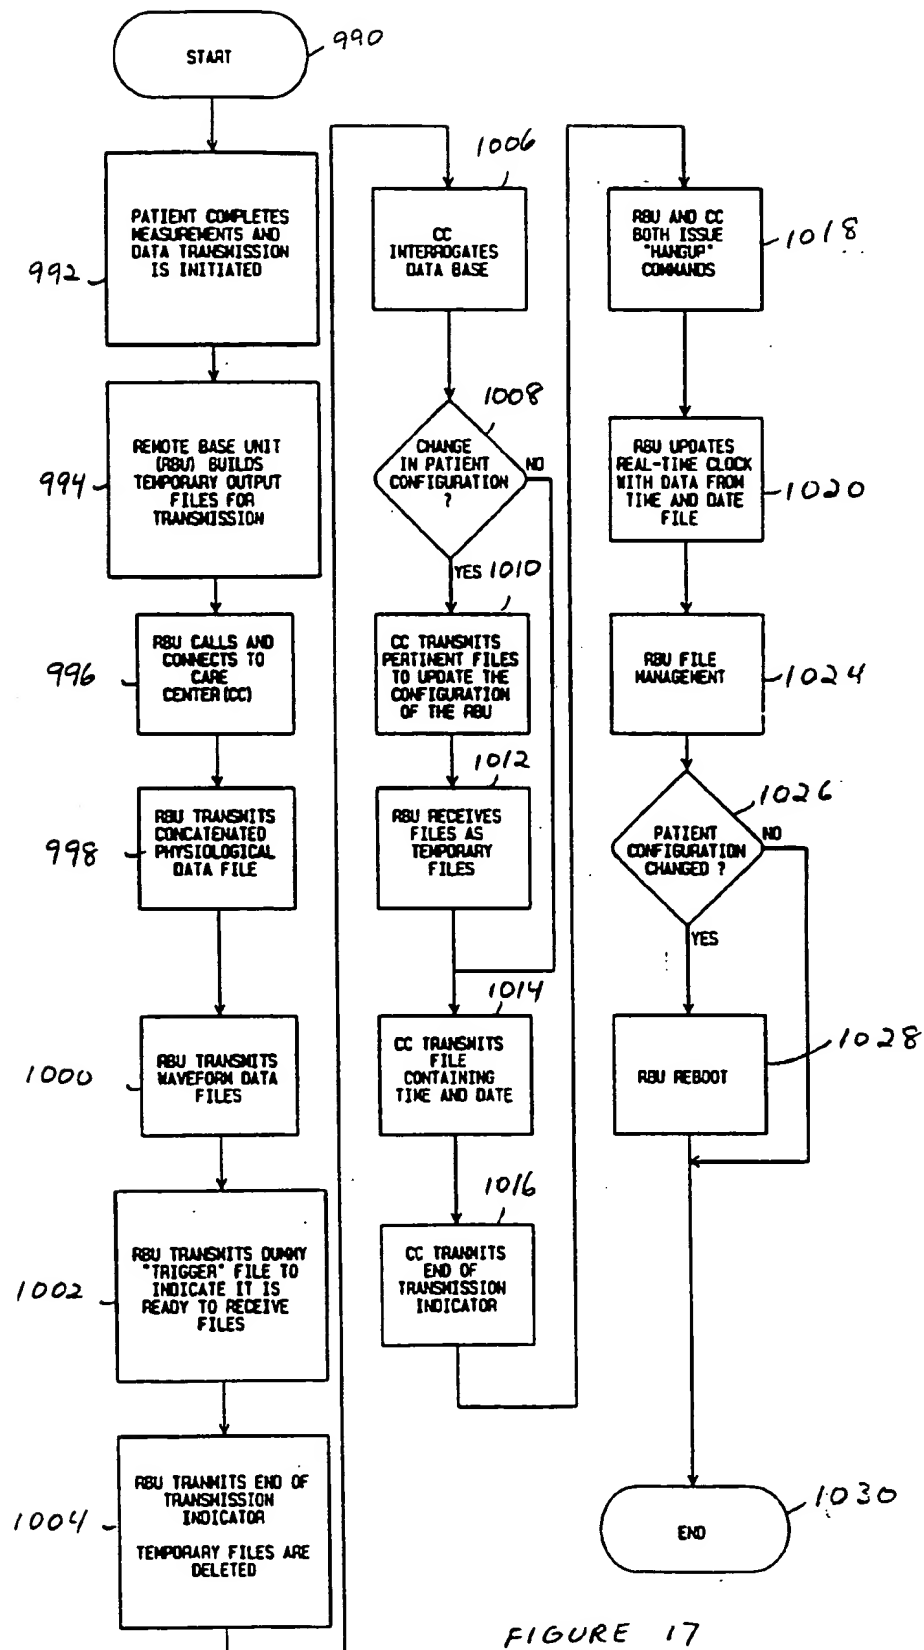 START
990
PATIENT COMPLETES
MEASUREMENTS AND
DATA TRANSMISSION
IS INITIATED
992
REMOTE BASE UNIT
(RBU) BUILDS
TEMPORARY OUTPUT
FILES FOR
TRANSMISSION
994
RBU CALLS AND
CONNECTS TO
CARE
CENTER(CC)
996
RBU TRANSMITS
CONCATENATED
PHYSIOLOGICAL
DATA FILE
998
RBU TRANSMITS
WAVEFORM DATA
FILES
1000
RBU TRANSMITS DUMMY
"TRIGGER" FILE TO
INDICATE IT IS
READY TO RECEIVE
FILES
1002
RBU TRANMITS END OF
TRANSMISSION
INDICATOR
TEMPORARY FILES ARE
DELETED
1004
1006
CC
INTERROGATES
DATA BASE
1008
CHANGE
IN PATIENT
CONFIGURATION
?
NO
YES
1010
CC TRANSMITS
PERTINENT FILES
TO UPDATE THE
CONFIGURATION
OF THE RBU
1012
RBU RECEIVES
FILES AS
TEMPORARY
FILES
1014
CC TRANSMITS
FILE
CONTAINING
TIME AND DATE
1016
CC TRANMITS
END OF
TRANSMISSION
INDICATOR
RBU AND CC
BOTH ISSUE
"HANGUP"
COMMANDS
1018
RBU UPDATES
REAL-TIME CLOCK
WITH DATA FROM
TIME AND DATE
FILE
1020
RBU FILE
MANAGEMENT
1024
1026
PATIENT
CONFIGURATION
CHANGED ?
NO
YES
RBU REBOOT
1028
END
1030
FIGURE 17